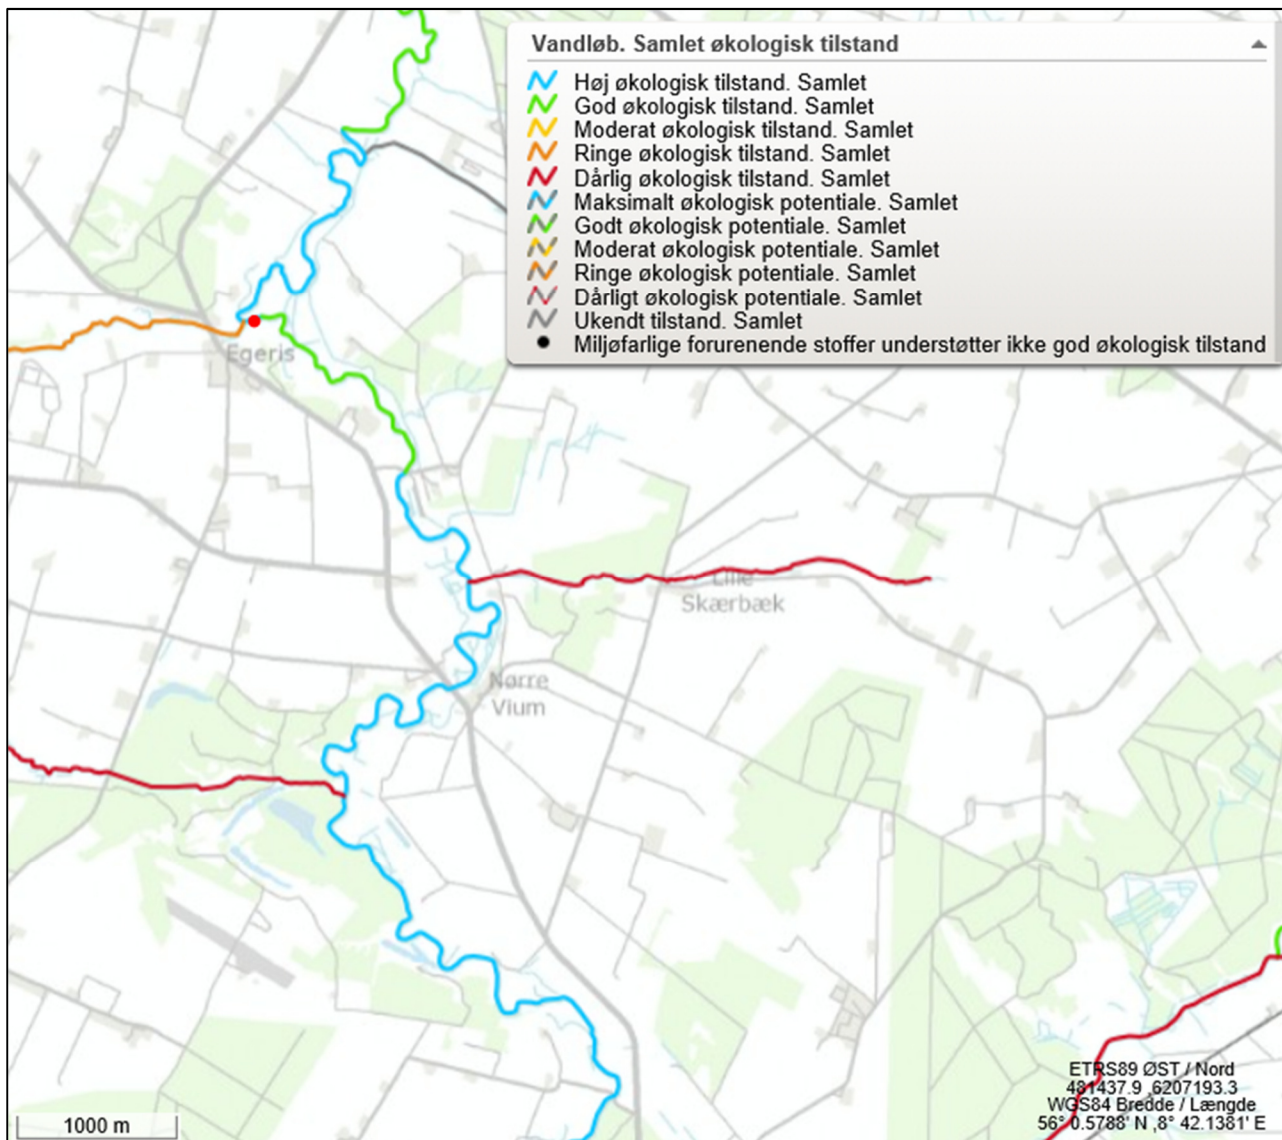 Vandløb. Samlet økologisk tilstand
Høj økologisk tilstand. Samlet
God økologisk tilstand. Samlet
Moderat økologisk tilstand. Samlet
Ringe økologisk tilstand. Samlet
Dårlig økologisk tilstand. Samlet
Maksimalt økologisk potentiale. Samlet
Godt økologisk potentiale. Samlet
Moderat økologisk potentiale. Samlet
Ringe økologisk potentiale. Samlet
Dårligt økologisk potentiale. Samlet
Ukendt tilstand. Samlet
Miljøfarlige forurenende stoffer understøtter ikke god økologisk tilstand
Egeris
Lille
Skærbæk
Nørre
Vium
ETRS89 ØST / Nord
481437.9 ,6207193.3
WGS84 Bredde / Længde
56° 0.5788' N ,8° 42.1381' E
1000 m